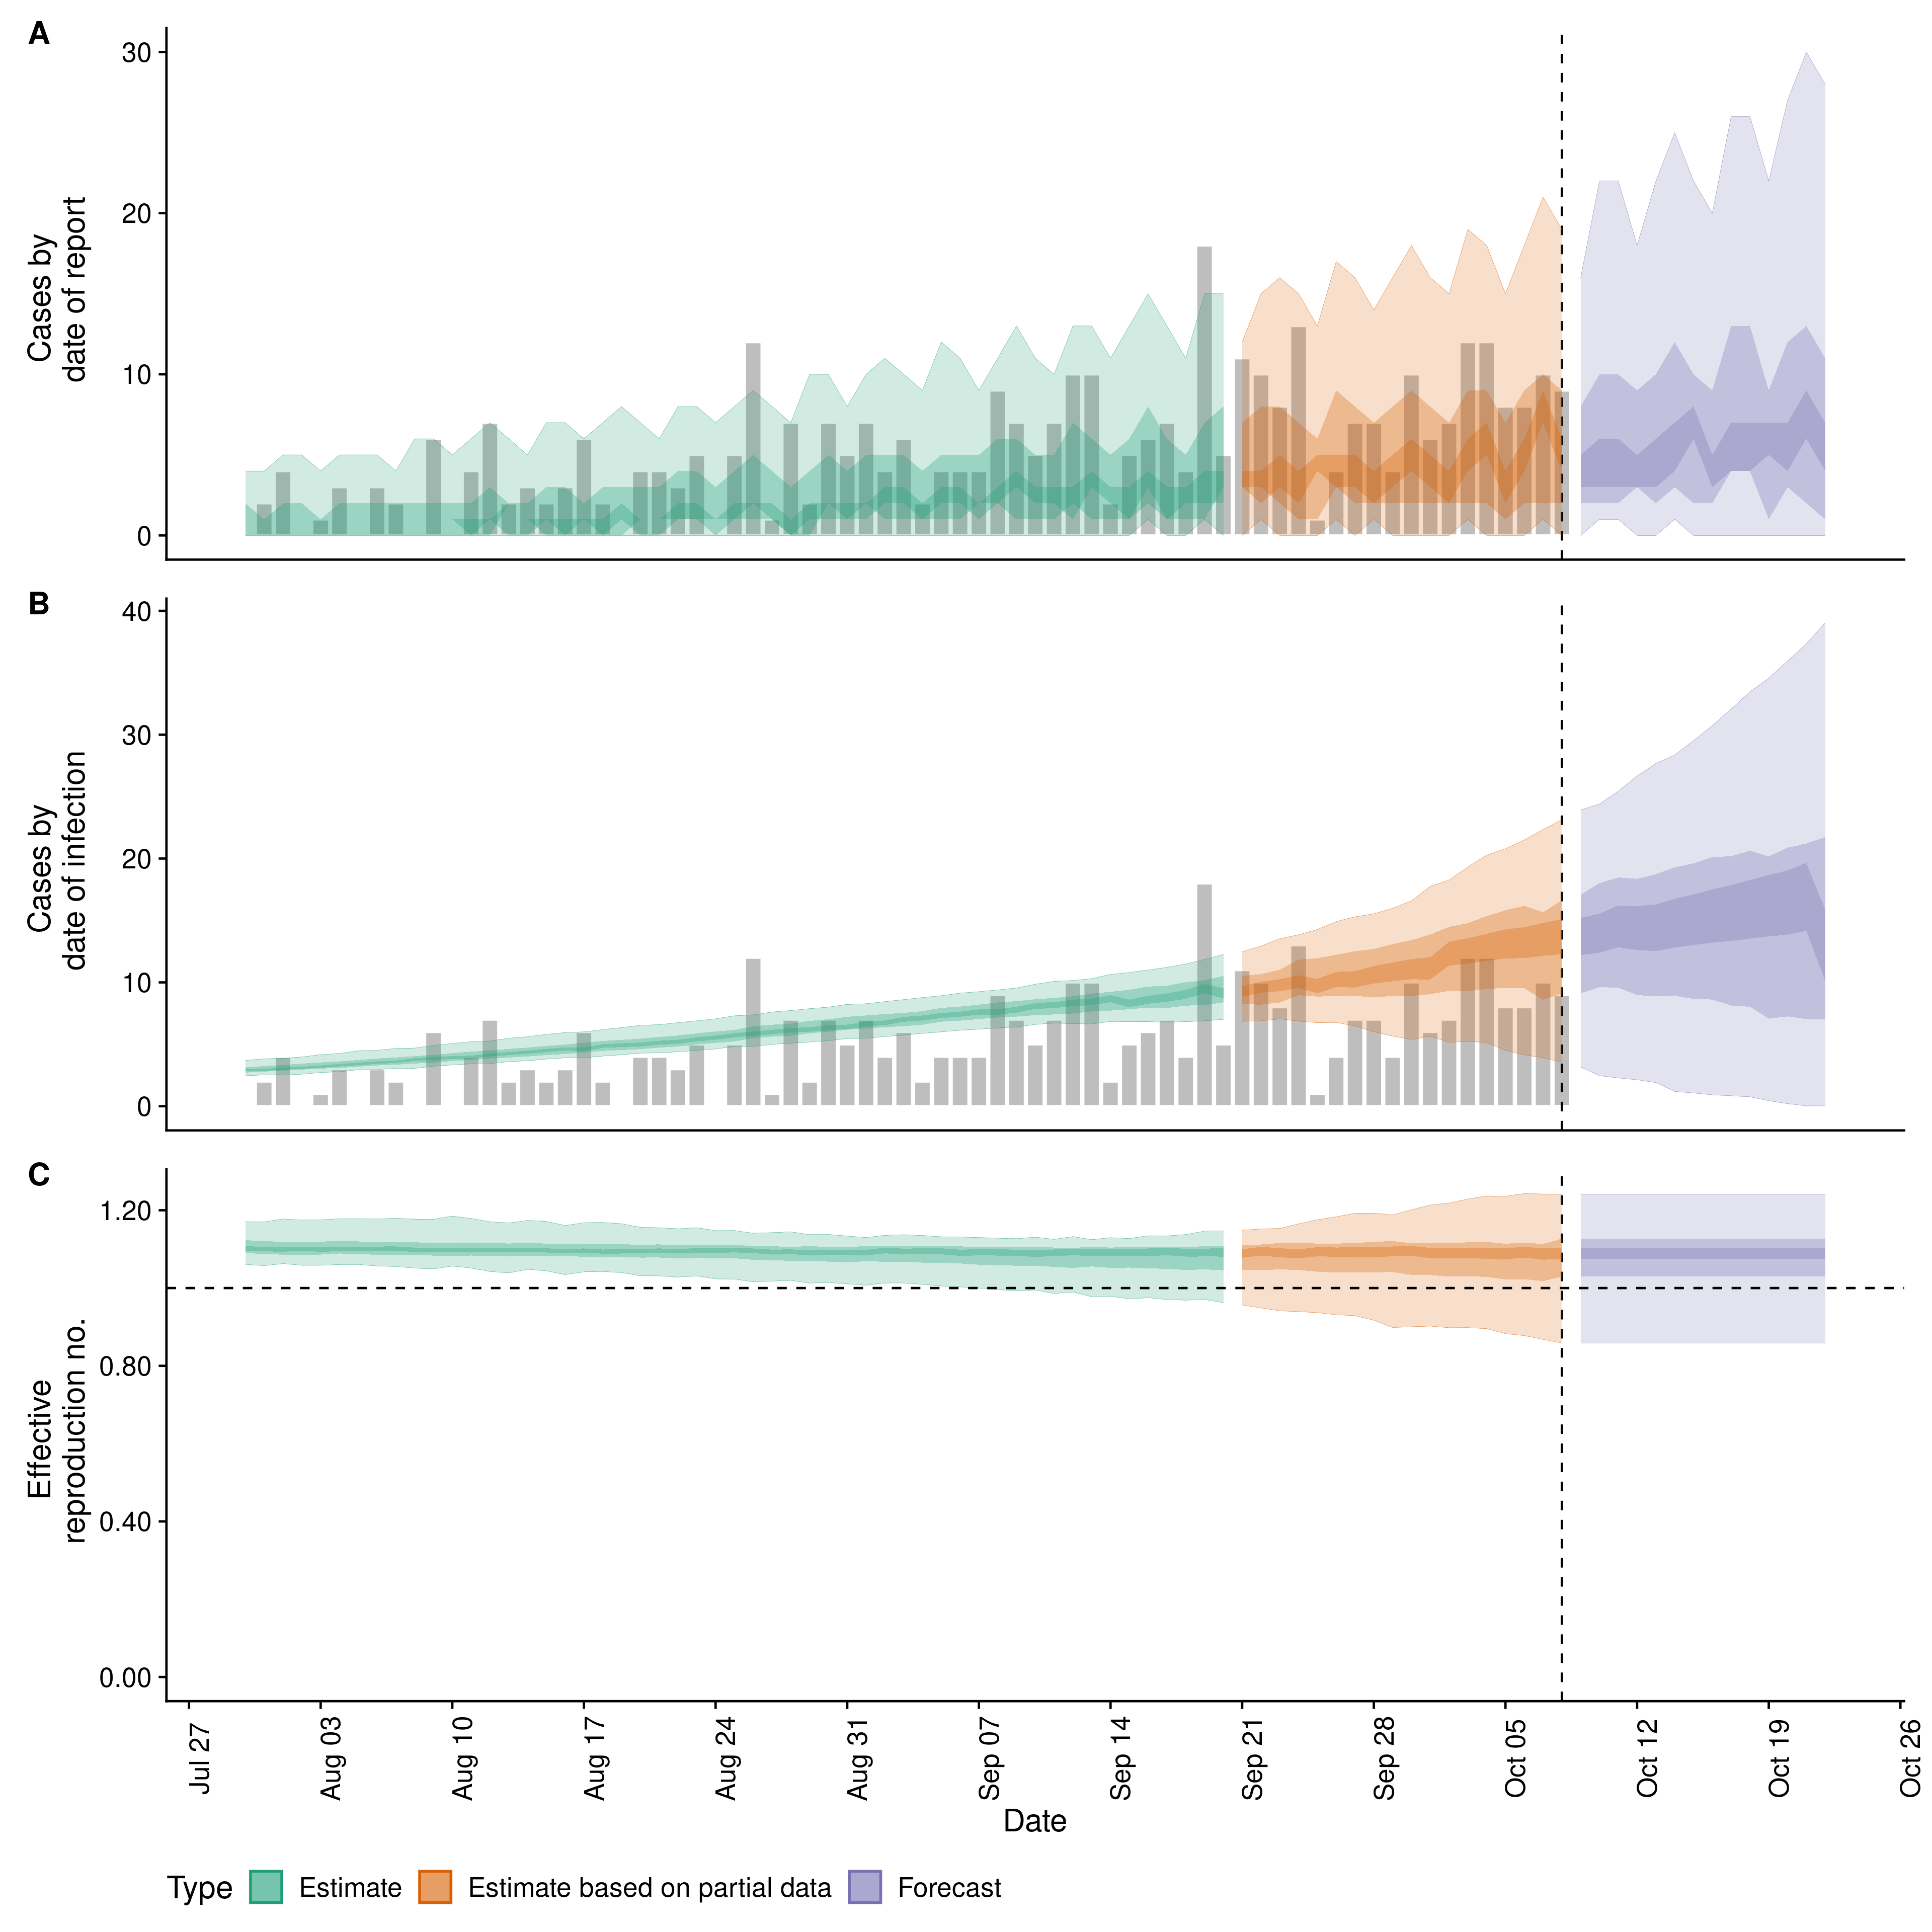 A
Cases by
date of report
30
20
10
0
B
Cases by
date of infection
40
30
20
10
0
C
Effective
reproduction no.
1.20
0.80
0.40
0.00
Jul 27
Aug 03
Aug 10
Aug 17
Aug 24
Aug 31
Sep 07
Sep 14
Sep 21
Sep 28
Oct 05
Oct 12
Oct 19
Oct 26
Date
Type Estimate Estimate based on partial data Forecast